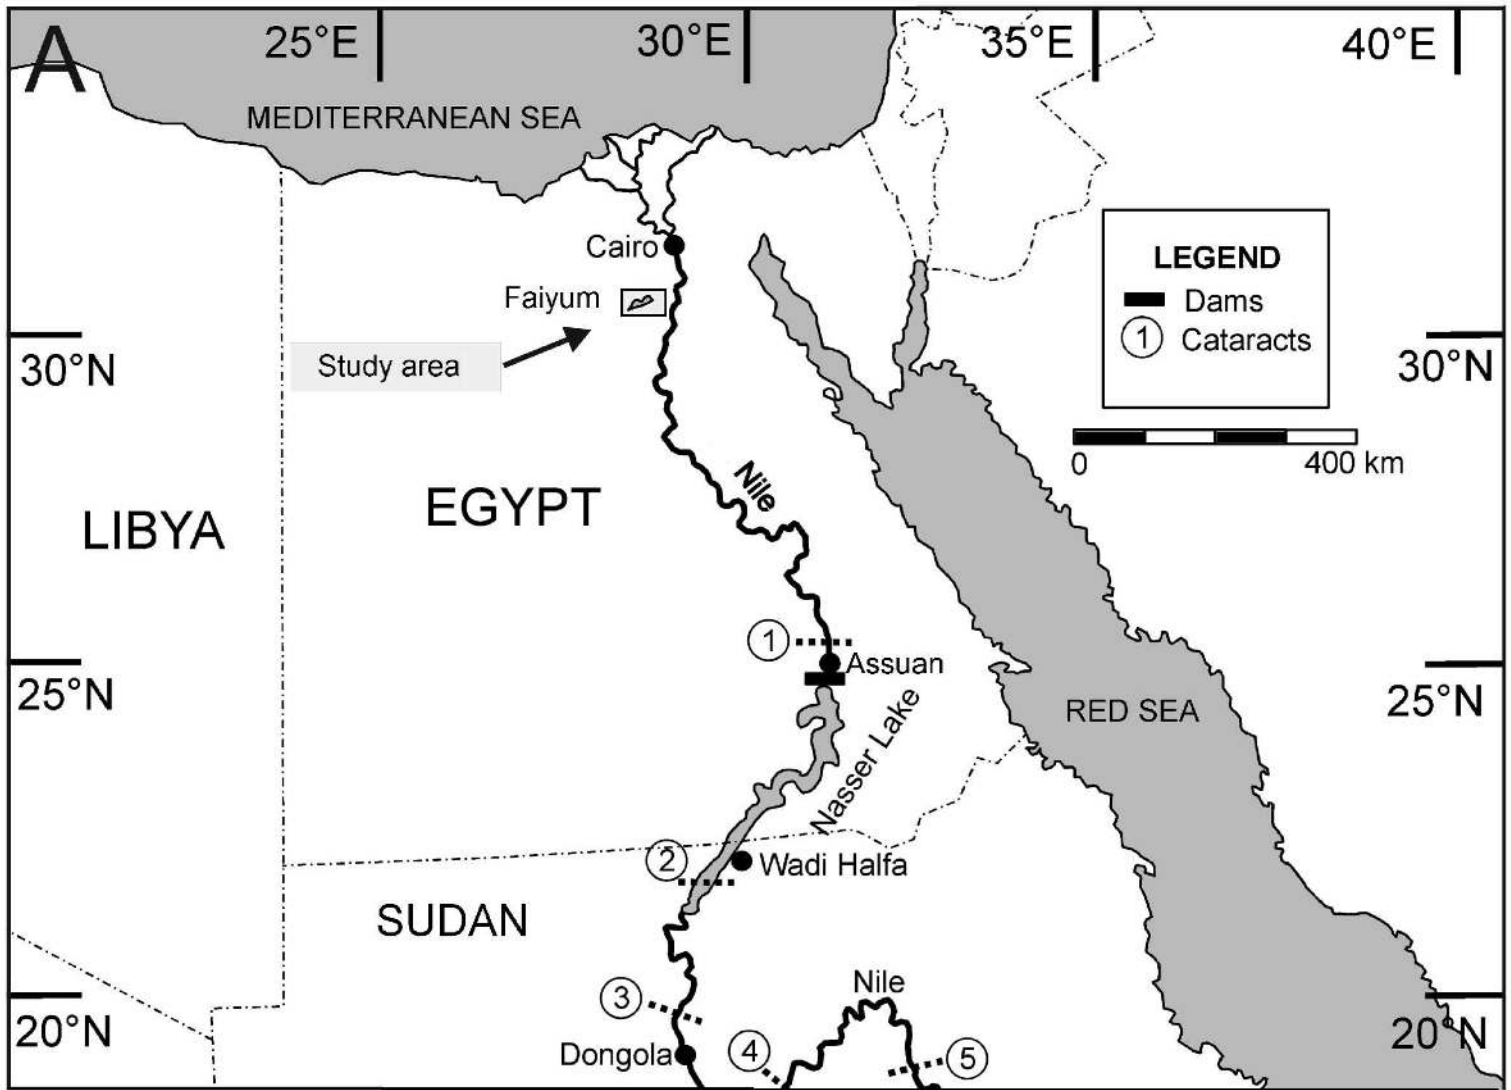 A
25°E
30°E
35°E
40°E
MEDITERRANEAN SEA
Cairo
Faiyum
Study area
LEGEND
Dams
1 Cataracts
30°N
30°N
0
400 km
Nile
LIBYA
EGYPT
1
Assuan
25°N
25°N
RED SEA
Nasser Lake
2
Wadi Halfa
SUDAN
3
Nile
20°N
20°N
Dongola
4
5